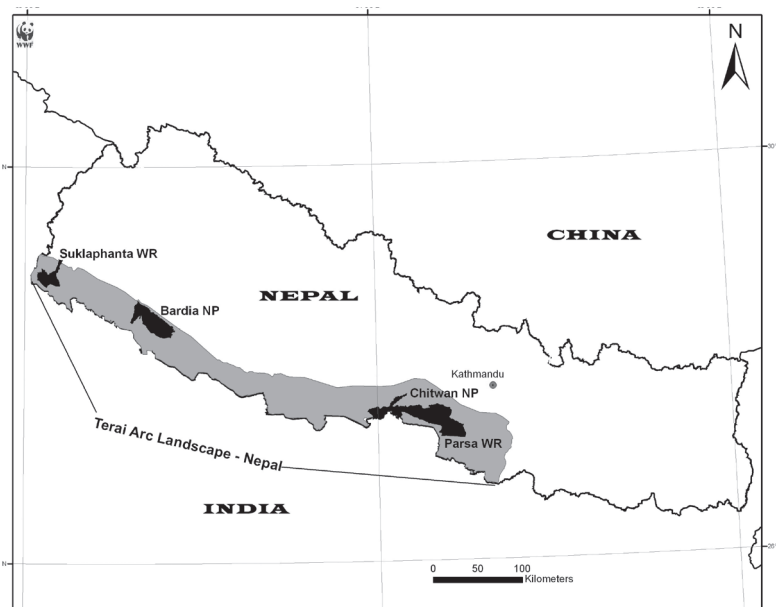 WWF
N
N
30°
CHINA
Suklaphanta WR
NEPAL
Bardia NP
Kathmandu
Chitwan NP
Terai Arc Landscape - Nepal
Parsa WR
INDIA
N
0 50 100
Kilometers